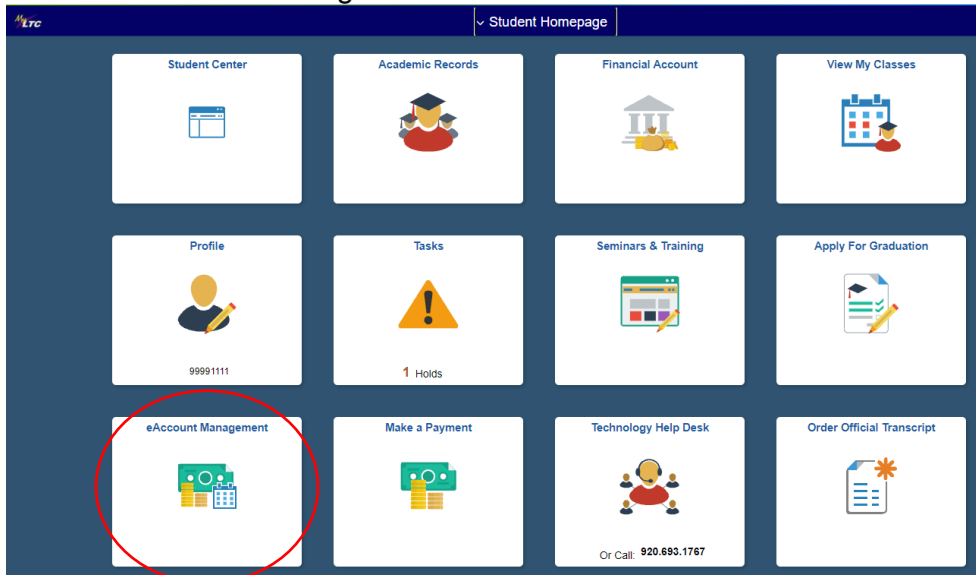 My LTC
Student Homepage
Student Center
Academic Records
Financial Account
View My Classes
Profile
99991111
Tasks
1 Holds
Seminars & Training
Apply For Graduation
eAccount Management
Make a Payment
Technology Help Desk
Or Call: 920.693.1767
Order Official Transcript